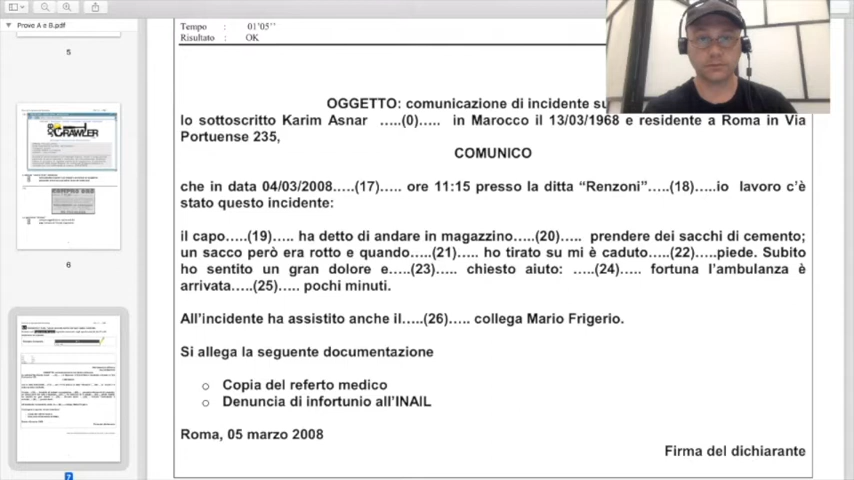 Prove A e B.pdf
5
6
7
CRAWLER
Tempo : 01'05''
Risultato : OK
OGGETTO: comunicazione di incidente su
Io sottoscritto Karim Asnar …..(0)….. in Marocco il 13/03/1968 e residente a Roma in Via
Portuense 235,
COMUNICO
che in data 04/03/2008…..(17)….. ore 11:15 presso la ditta “Renzoni”…..(18)…..io lavoro c’è
stato questo incidente:
il capo…..(19)….. ha detto di andare in magazzino…..(20)….. prendere dei sacchi di cemento;
un sacco però era rotto e quando…..(21)….. ho tirato su mi è caduto…..(22)…..piede. Subito
ho sentito un gran dolore e…..(23)….. chiesto aiuto: …..(24)….. fortuna l’ambulanza è
arrivata…..(25)….. pochi minuti.
All’incidente ha assistito anche il…..(26)….. collega Mario Frigerio.
Si allega la seguente documentazione
o Copia del referto medico
o Denuncia di infortunio all’INAIL
Roma, 05 marzo 2008
Firma del dichiarante